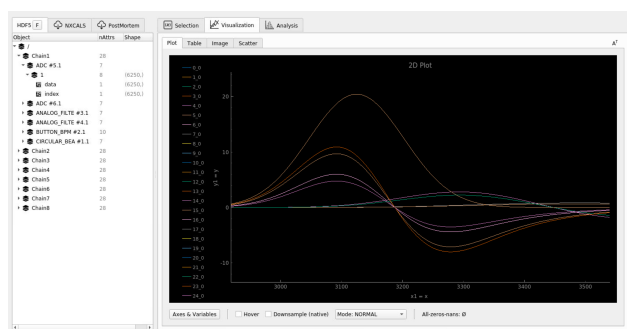 HDF5 F NXCALS PostMortem
Object nAttrs Shape
/
Chain1 28
ADC #5.1 7
1 8 (6250,)
data 1 (6250,)
index 1 (6250,)
ADC #6.1 7
ANALOG_FILTE #3.1 7
ANALOG_FILTE #4.1 7
BUTTON_BPM #2.1 10
CIRCULAR_BEA #1.1 7
Chain2 28
Chain3 28
Chain4 28
Chain5 28
Chain6 28
Chain7 28
Chain8 28
Selection Visualization Analysis
Plot Table Image Scatter
2D Plot
0_0
1_0
2_0
3_0
4_0
5_0
6_0
7_0
8_0
9_0
10_0
11_0
12_0
13_0
14_0
15_0
16_0
17_0
18_0
19_0
20_0
21_0
22_0
23_0
24_0
y1 = y
20
10
0
-10
3000 3100 3200 3300 3400 3500
x1 = x
Axes & Variables Hover Downsample (native) Mode: NORMAL All-zeros-nans: Ø